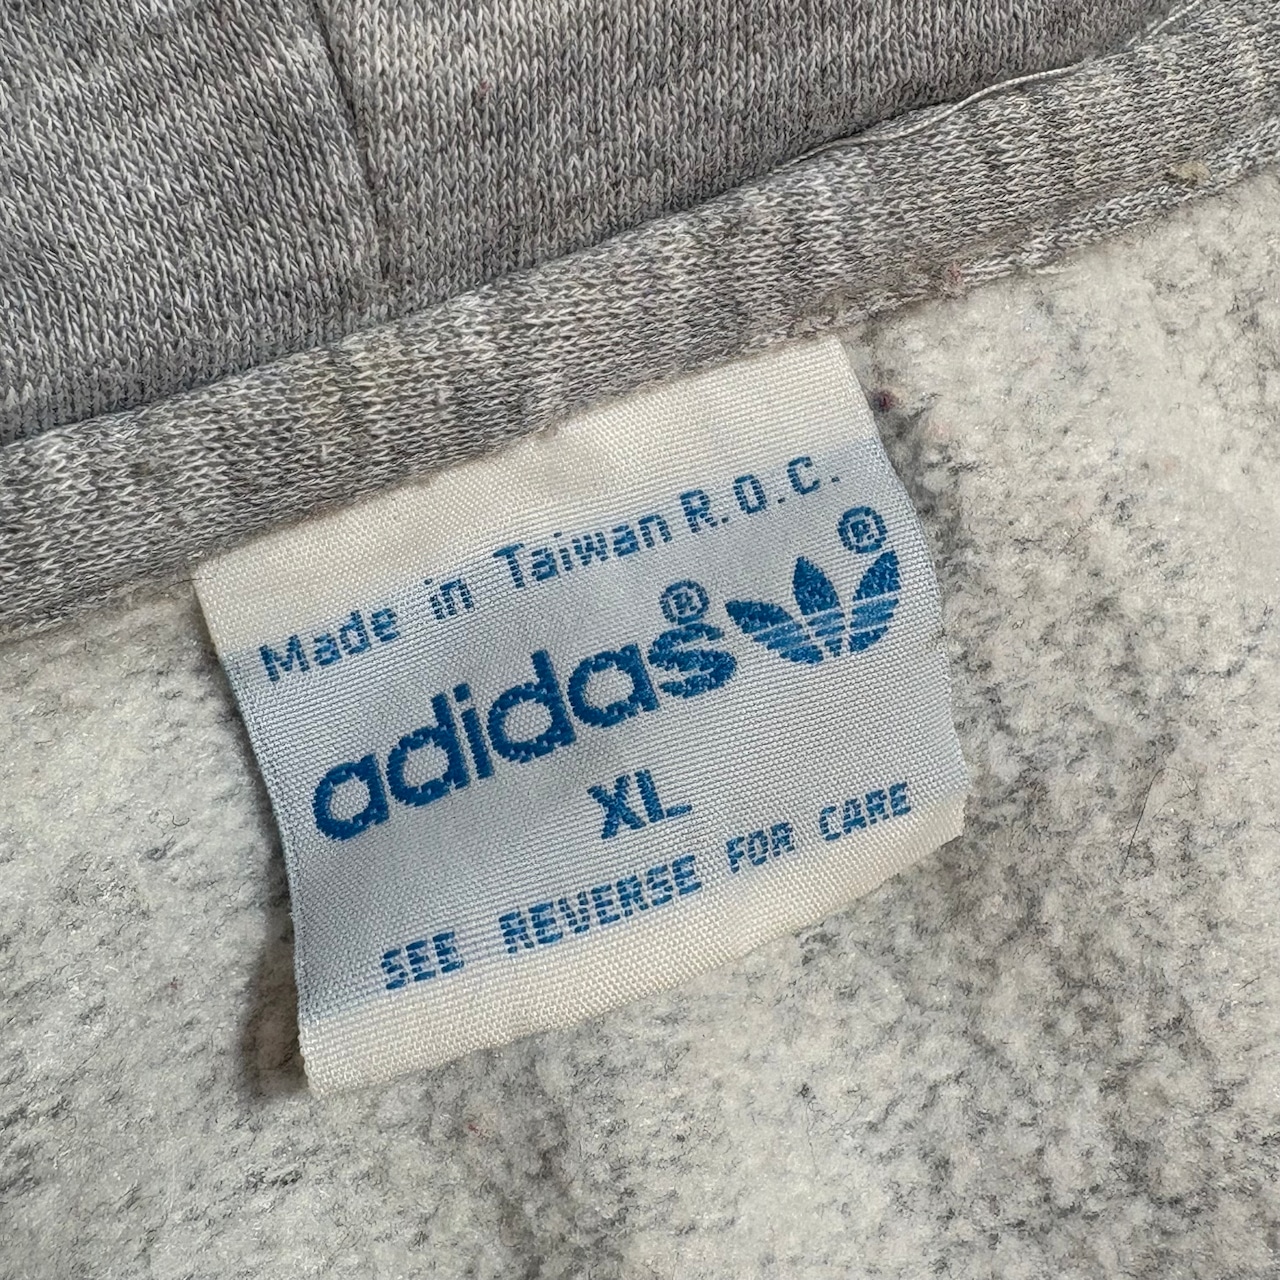 Made in Taiwan R.O.C.
adidas® ®
XL
SEE REVERSE FOR CARE